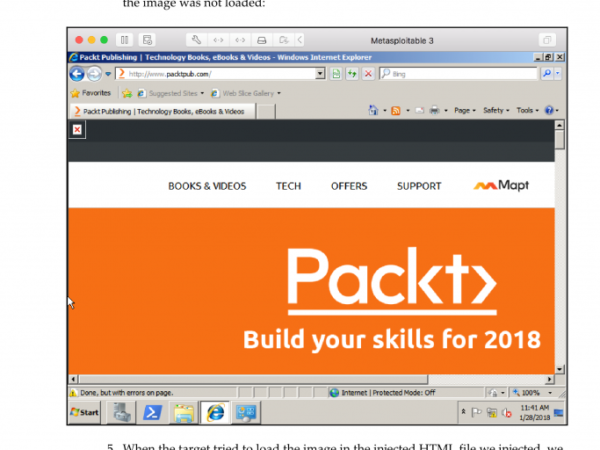 the image was not loaded:
Metasploitable 3
Packt Publishing | Technology Books, eBooks & Videos - Windows Internet Explorer
http://www.packtpub.com/
Bing
Favorites Suggested Sites Web Slice Gallery
Packt Publishing | Technology Books, eBooks & Videos
Page Safety Tools
BOOKS & VIDEOS TECH OFFERS SUPPORT Mapt
Packt
Build your skills for 2018
Done, but with errors on page. Internet | Protected Mode: Off 100%
Start 11:41 AM
1/28/2018
5. When the target tried to load the image in the injected HTML file we injected, we